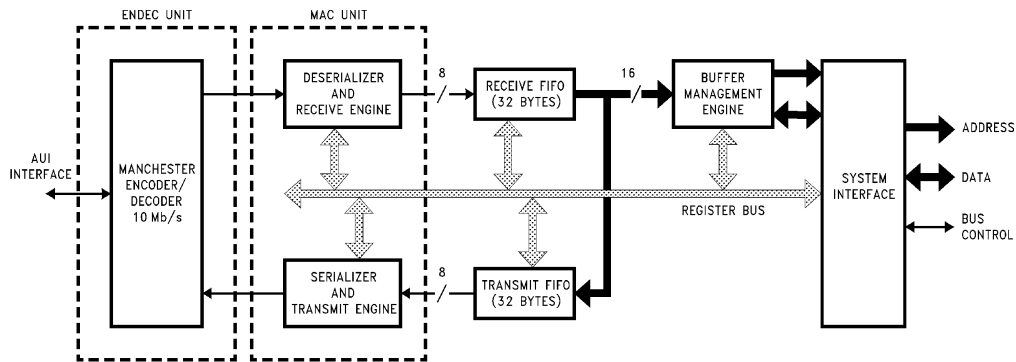 ENDEC UNIT
MAC UNIT
DESERIALIZER
AND
RECEIVE ENGINE
8
RECEIVE FIFO
(32 BYTES)
16
BUFFER
MANAGEMENT
ENGINE
ADDRESS
AUI
INTERFACE
MANCHESTER
ENCODER/
DECODER
10 Mb/s
REGISTER BUS
SYSTEM
INTERFACE
DATA
BUS
CONTROL
SERIALIZER
AND
TRANSMIT ENGINE
8
TRANSMIT FIFO
(32 BYTES)